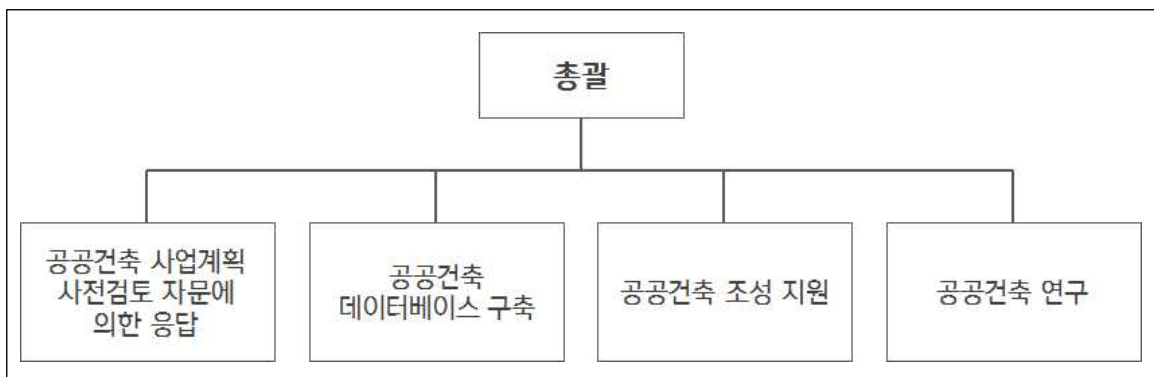 총괄
공공건축 사업계획
사전검토 자문에
의한 응답
공공건축
데이터베이스 구축
공공건축 조성 지원
공공건축 연구